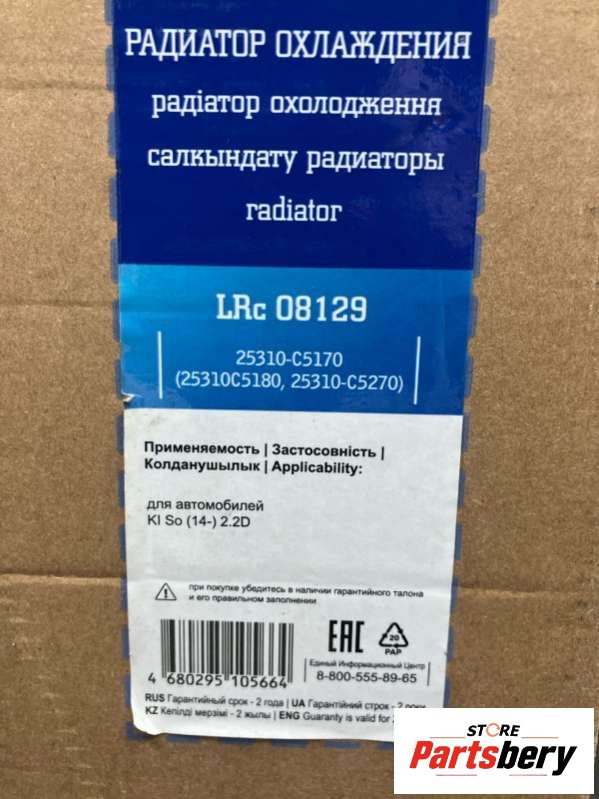 РАДИАТОР ОХЛАЖДЕНИЯ
радіатор охолодження
салкындату радиаторы
radiator
LRc 08129
25310-C5170
(25310C5180, 25310-C5270)
Применяемость | Застосовність |
Колданушылык | Applicability:
для автомобилей
KI So (14-) 2.2D
при покупке убедитесь в наличии гарантийного талона
и его правильном заполнении
EAC
20
PAP
Единый Информационный Центр
8-800-555-89-65
4 680295 105664
RUS Гарантийный срок - 2 года | UA Гарантійний строк - 2 роки
KZ Кепілді мерзімі - 2 жылы | ENG Guaranty is valid for
STORE
Partsbery